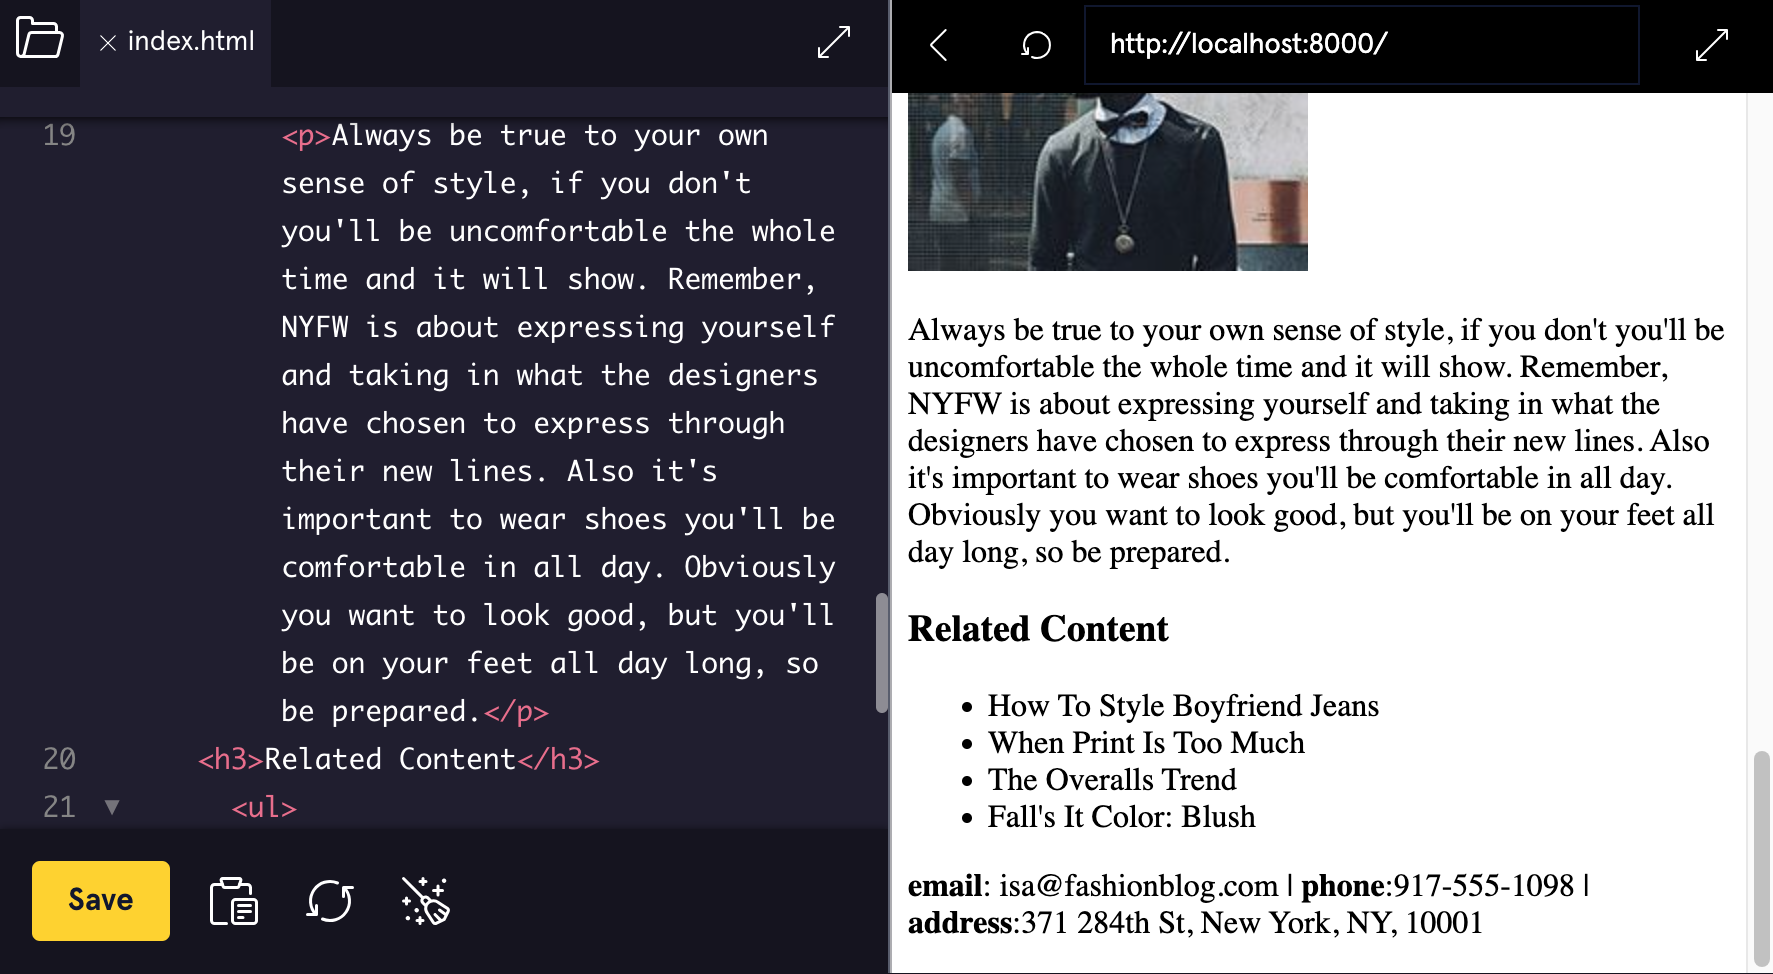 index.html
19 <p>Always be true to your own
sense of style, if you don't
you'll be uncomfortable the whole
time and it will show. Remember,
NYFW is about expressing yourself
and taking in what the designers
have chosen to express through
their new lines. Also it's
important to wear shoes you'll be
comfortable in all day. Obviously
you want to look good, but you'll
be on your feet all day long, so
be prepared.</p>
20 <h3>Related Content</h3>
21 <ul>
Save
http://localhost:8000/
Always be true to your own sense of style, if you don't you'll be
uncomfortable the whole time and it will show. Remember,
NYFW is about expressing yourself and taking in what the
designers have chosen to express through their new lines. Also
it's important to wear shoes you'll be comfortable in all day.
Obviously you want to look good, but you'll be on your feet all
day long, so be prepared.
Related Content
• How To Style Boyfriend Jeans
• When Print Is Too Much
• The Overalls Trend
• Fall's It Color: Blush
email: isa@fashionblog.com | phone:917-555-1098 |
address:371 284th St, New York, NY, 10001